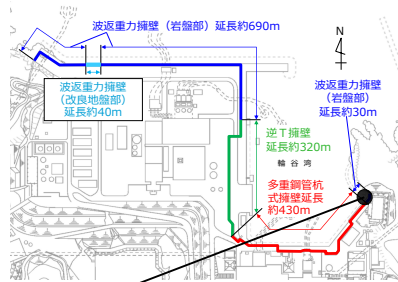 波返重力擁壁（岩盤部）延長約690m
N
波返重力擁壁
（改良地盤部）
延長約40m
波返重力擁壁
（岩盤部）
延長約30m
逆Ｔ擁壁
延長約320m
輪谷湾
多重鋼管杭
式擁壁延長
約430m